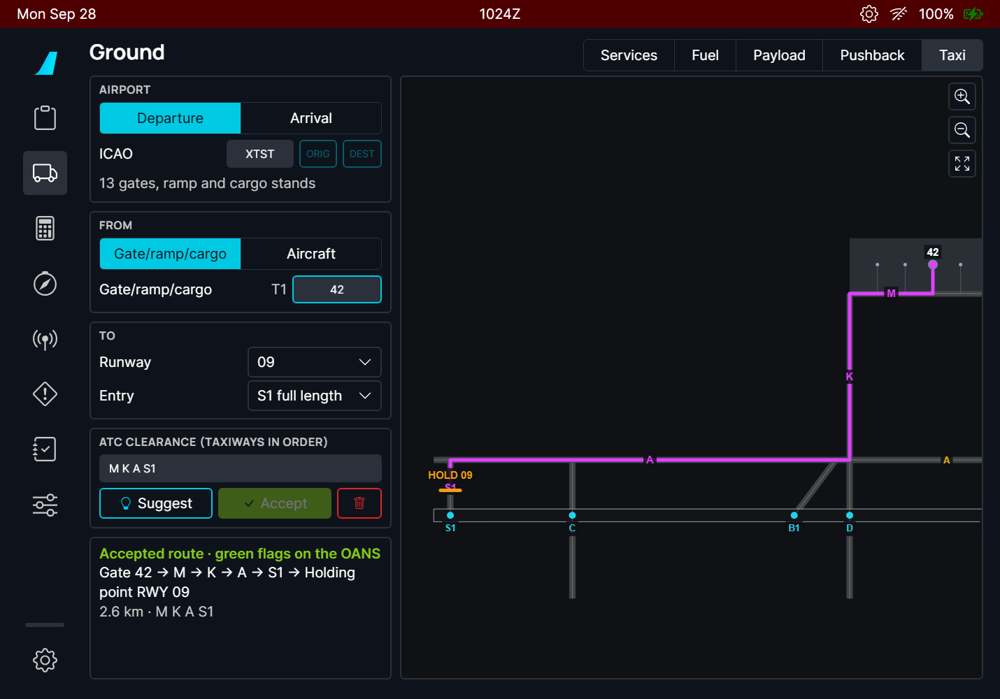 Mon Sep 28
1024Z
100%
Ground
Services
Fuel
Payload
Pushback
Taxi
AIRPORT
Departure
Arrival
ICAO
XTST
ORIG
DEST
13 gates, ramp and cargo stands
FROM
Gate/ramp/cargo
Aircraft
Gate/ramp/cargo
T1
42
TO
Runway
09
Entry
S1 full length
ATC CLEARANCE (TAXIWAYS IN ORDER)
M K A S1
Suggest
Accept
Accepted route · green flags on the OANS
Gate 42 → M → K → A → S1 → Holding
point RWY 09
2.6 km · M K A S1
42
M
K
A
A
HOLD 09
S1
S1
C
B1
D